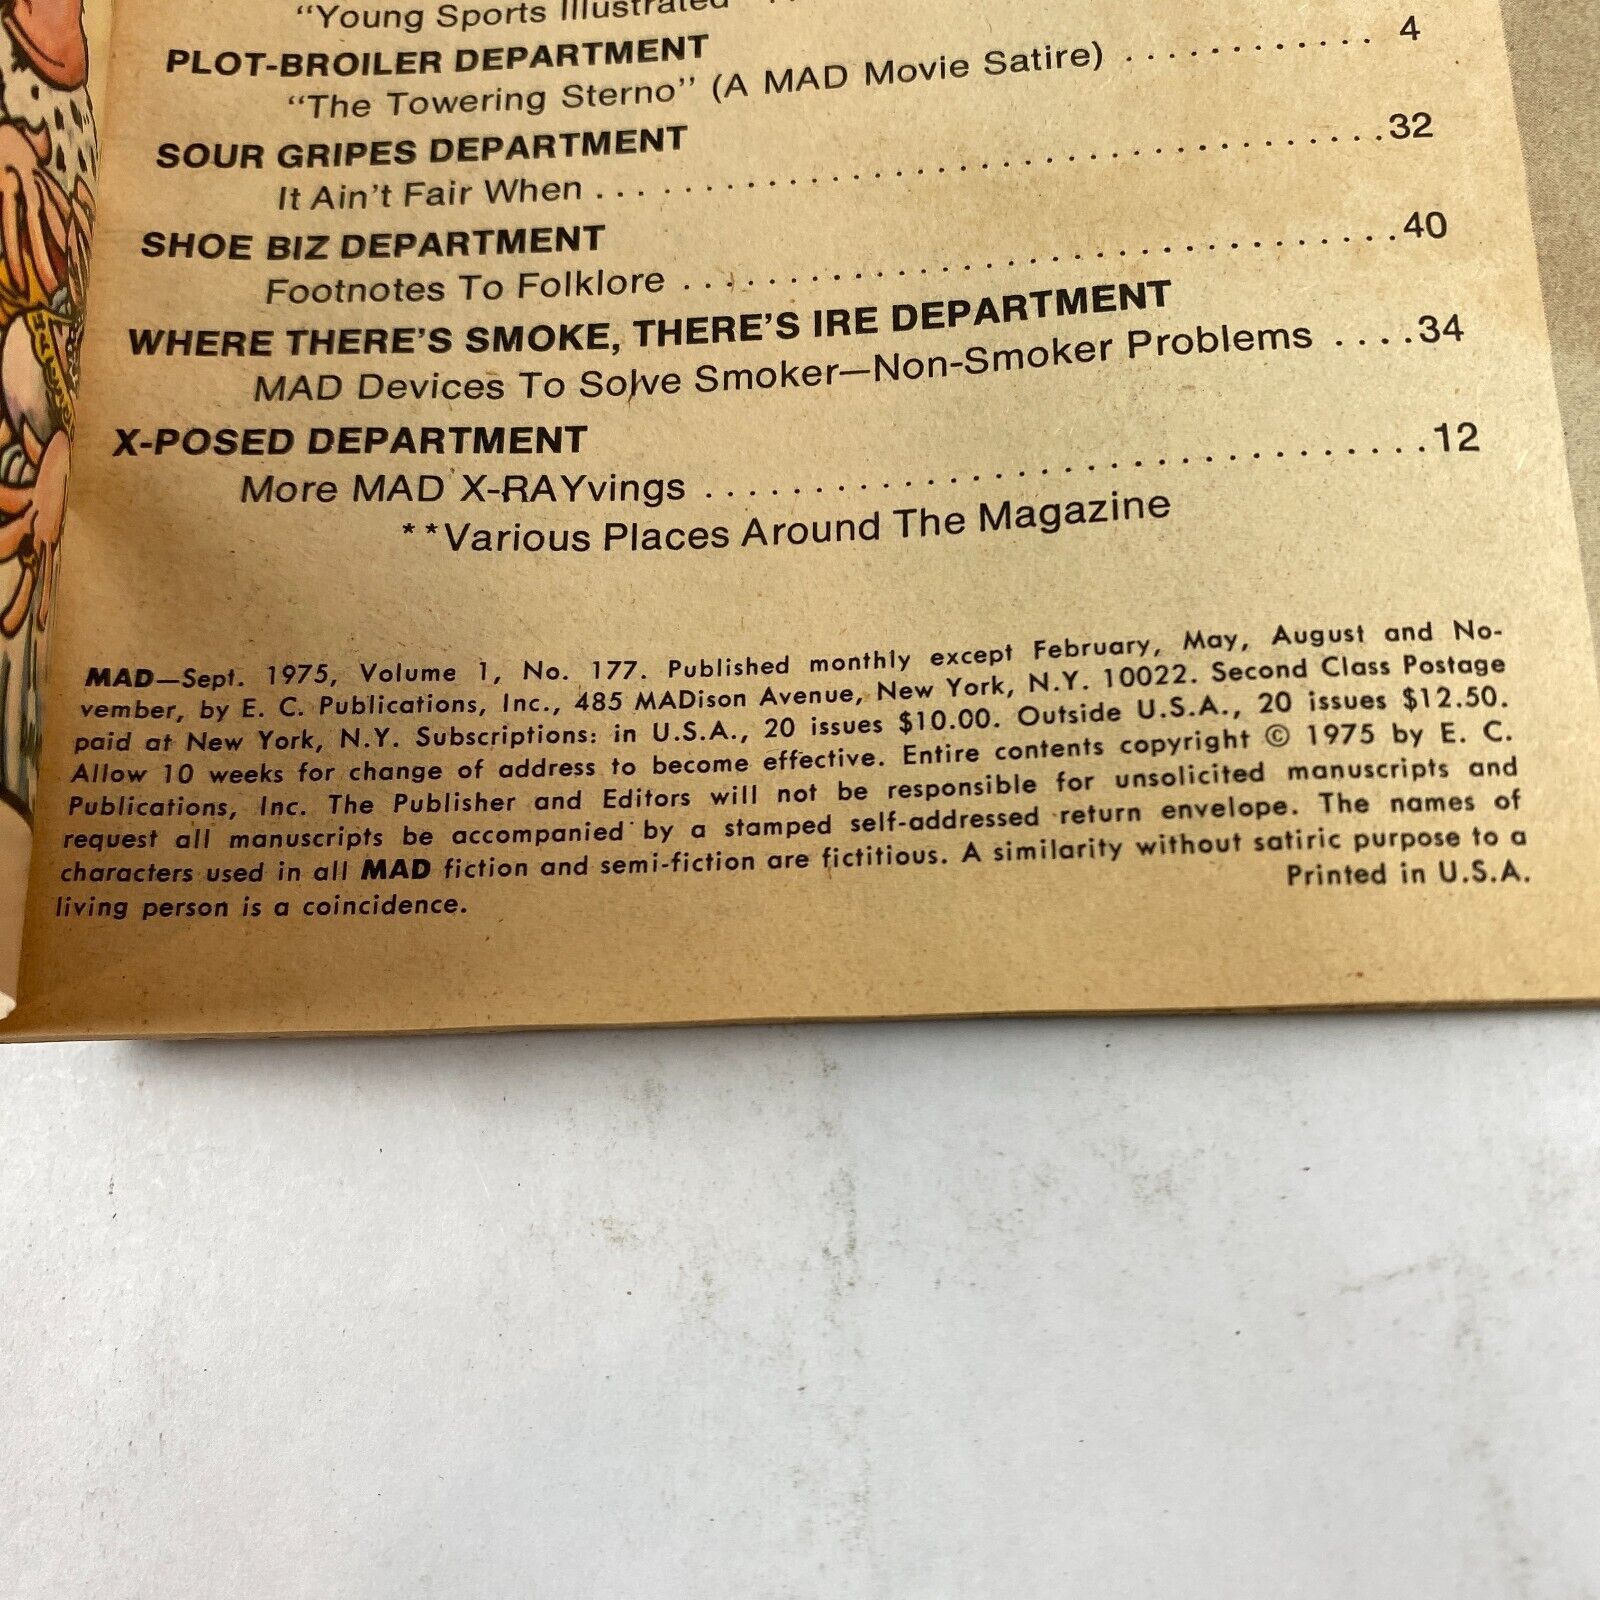 "Young Sports Illustrated"
PLOT-BROILER DEPARTMENT
"The Towering Sterno" (A MAD Movie Satire) . . . . . . . . . . . . 4
SOUR GRIPES DEPARTMENT
It Ain't Fair When . . . . . . . . . . . . . . . . . . . . . . . . . . . . . . . . . . . . . 32
SHOE BIZ DEPARTMENT
Footnotes To Folklore . . . . . . . . . . . . . . . . . . . . . . . . . . . . . . . . . . 40
WHERE THERE'S SMOKE, THERE'S IRE DEPARTMENT
MAD Devices To Solve Smoker—Non-Smoker Problems . . . . 34
X-POSED DEPARTMENT
More MAD X-RAYvings . . . . . . . . . . . . . . . . . . . . . . . . . . . . . . . . 12
**Various Places Around The Magazine
MAD—Sept. 1975, Volume 1, No. 177. Published monthly except February, May, August and No-
vember, by E. C. Publications, Inc., 485 MADison Avenue, New York, N.Y. 10022. Second Class Postage
paid at New York, N.Y. Subscriptions: in U.S.A., 20 issues $10.00. Outside U.S.A., 20 issues $12.50.
Allow 10 weeks for change of address to become effective. Entire contents copyright © 1975 by E. C.
Publications, Inc. The Publisher and Editors will not be responsible for unsolicited manuscripts and
request all manuscripts be accompanied by a stamped self-addressed return envelope. The names of
characters used in all MAD fiction and semi-fiction are fictitious. A similarity without satiric purpose to a
living person is a coincidence. Printed in U.S.A.